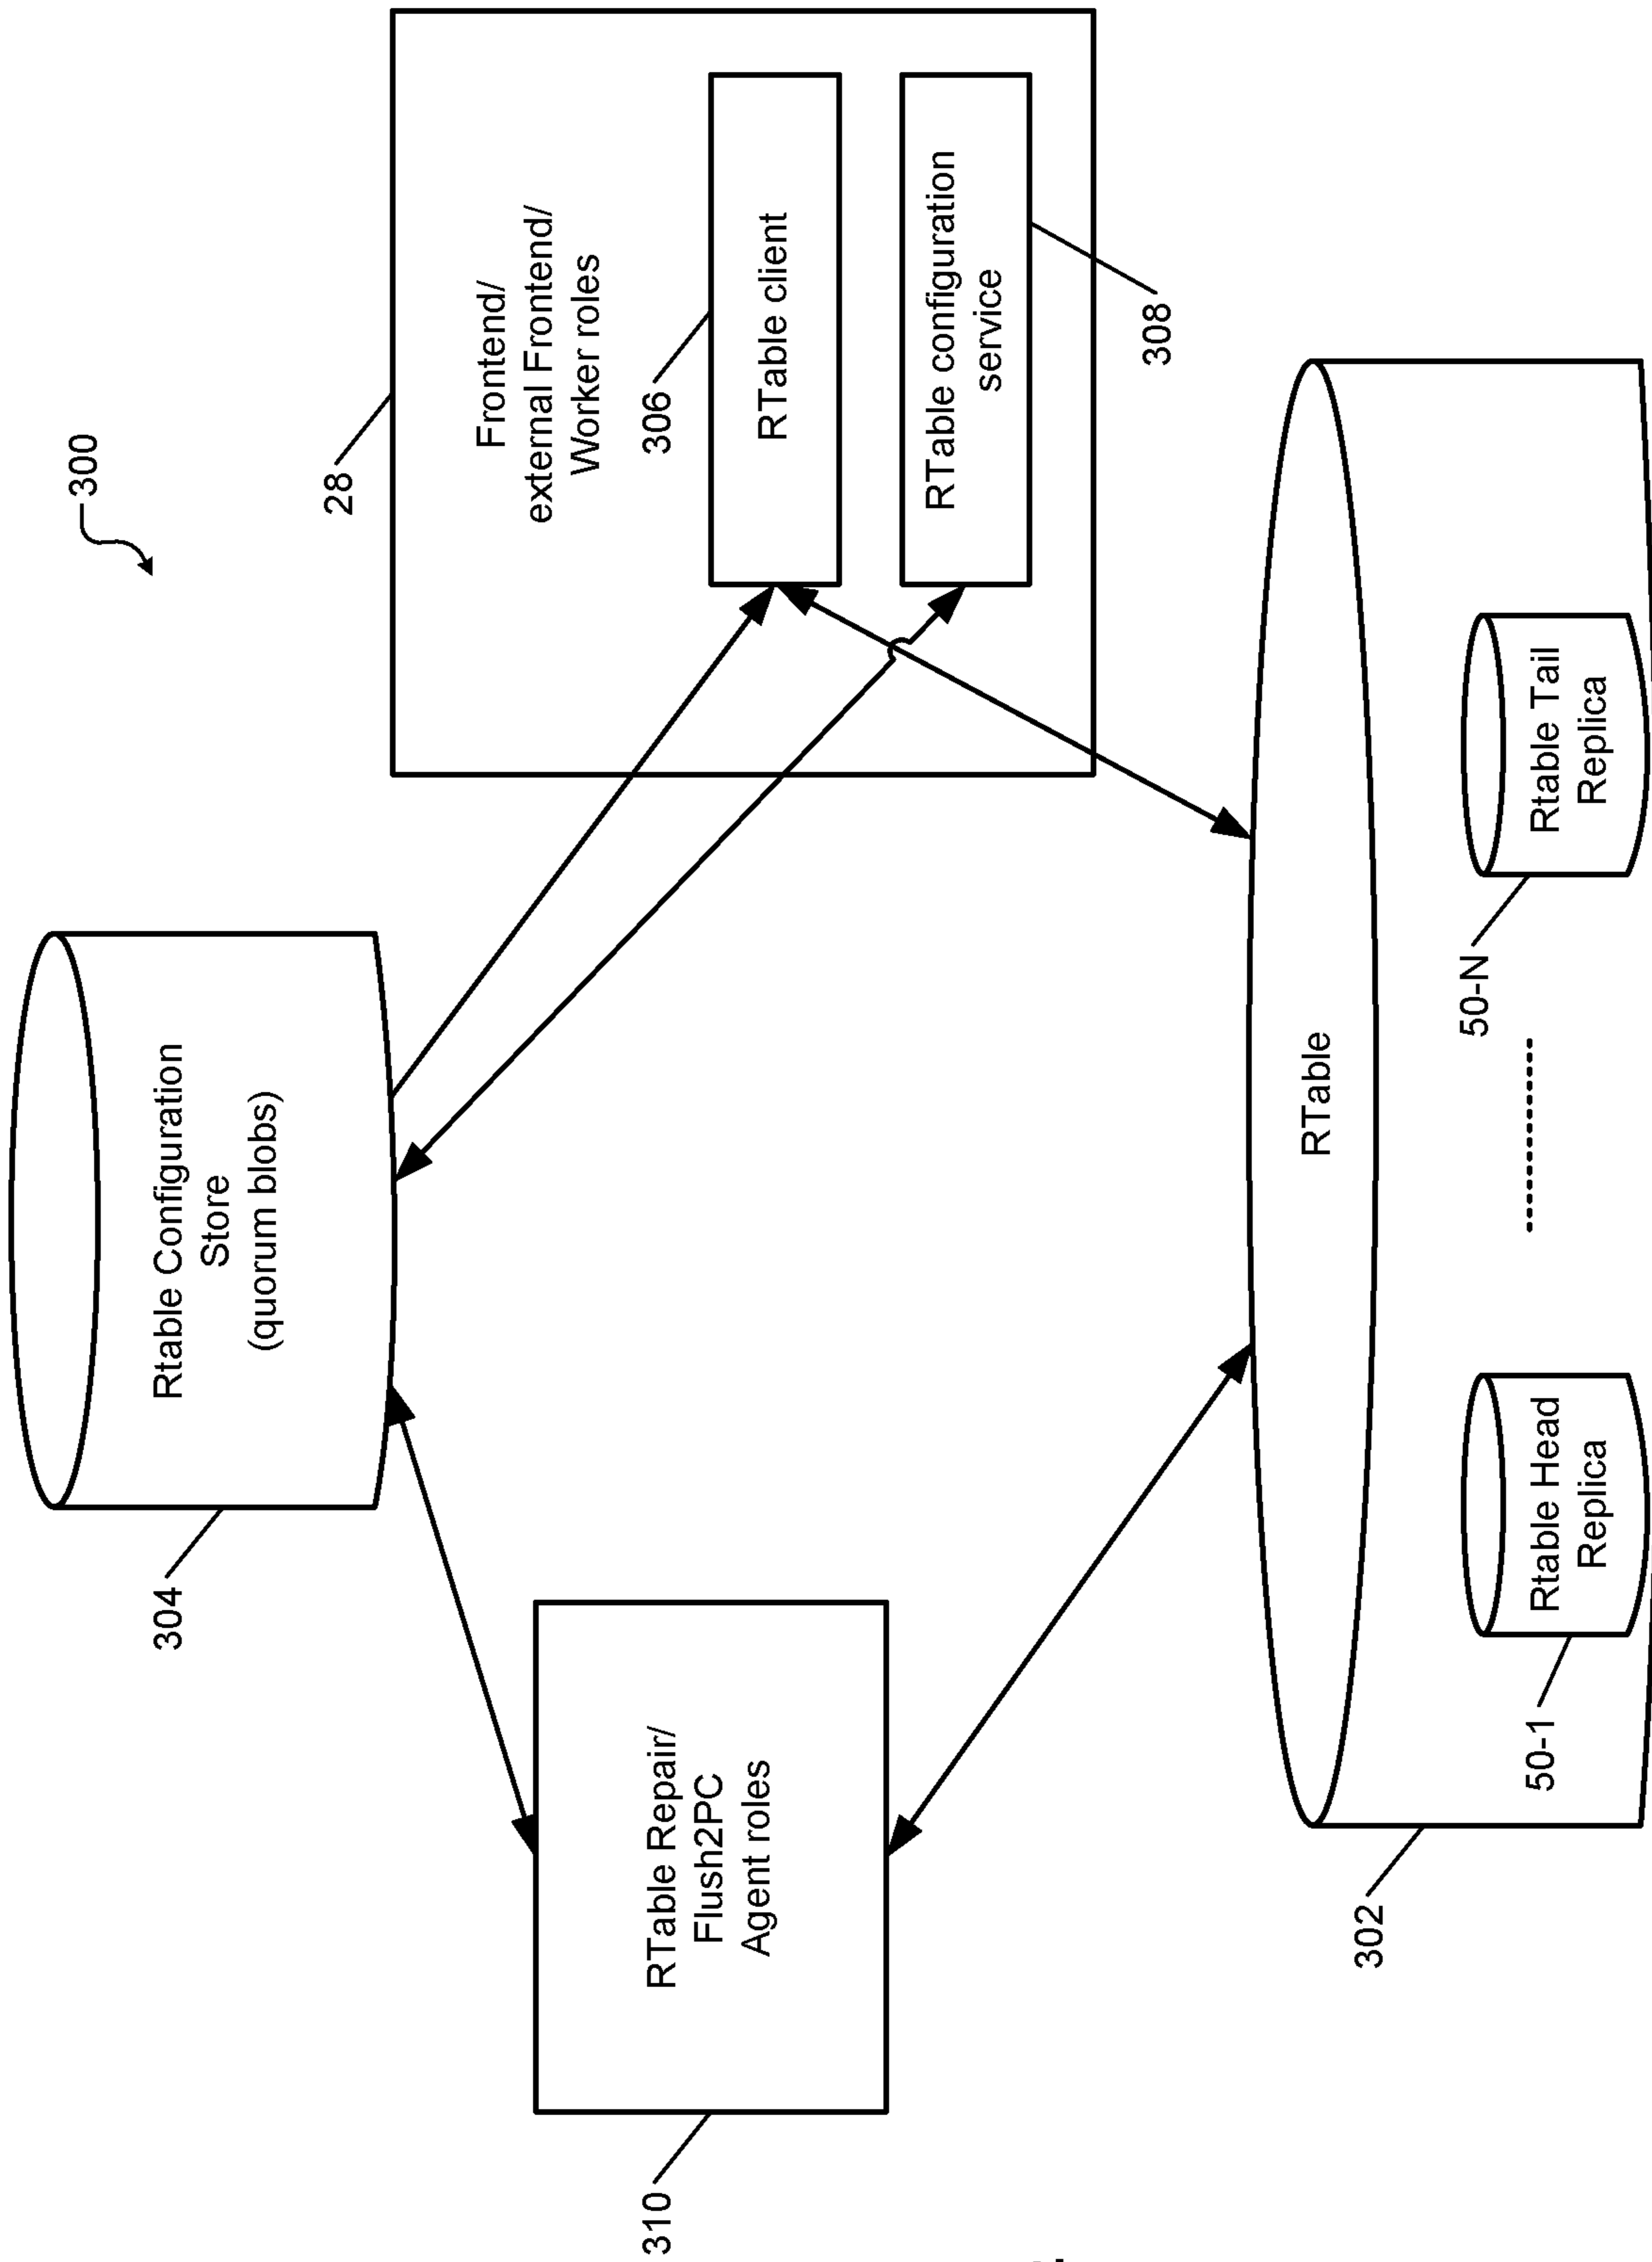 300
Rtable Configuration
Store
(quorum blobs)
304
28
Frontend/
external Frontend/
Worker roles
306
RTable client
RTable configuration
service
308
RTable Repair/
Flush2PC
Agent roles
310
RTable
302
Rtable Head
Replica
50-1
50-N
Rtable Tail
Replica